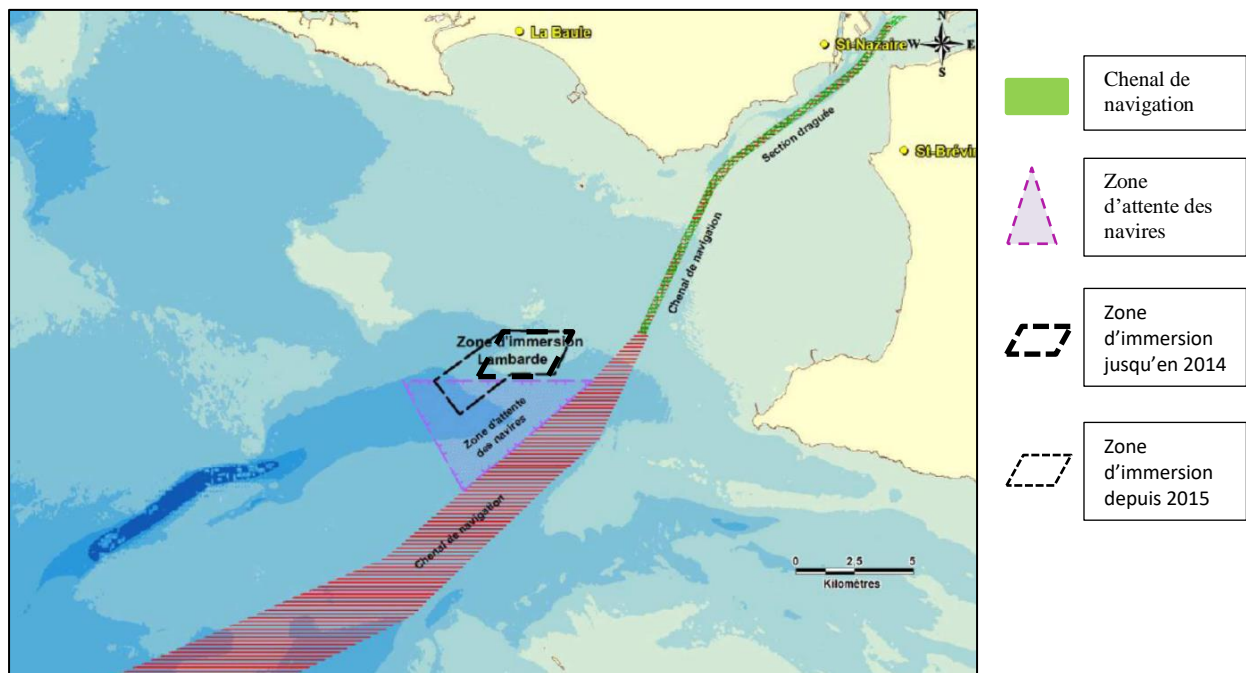 La Baule
St-Nazaire
N
W
E
S
St-Brévin
Section draguée
Chenal de navigation
Zone d'immersion
Lambarde
Zone d'attente
des navires
Chenal de navigation
0 2,5 5
Kilomètres
Chenal de
navigation
Zone
d'attente des
navires
Zone
d'immersion
jusqu'en 2014
Zone
d'immersion
depuis 2015